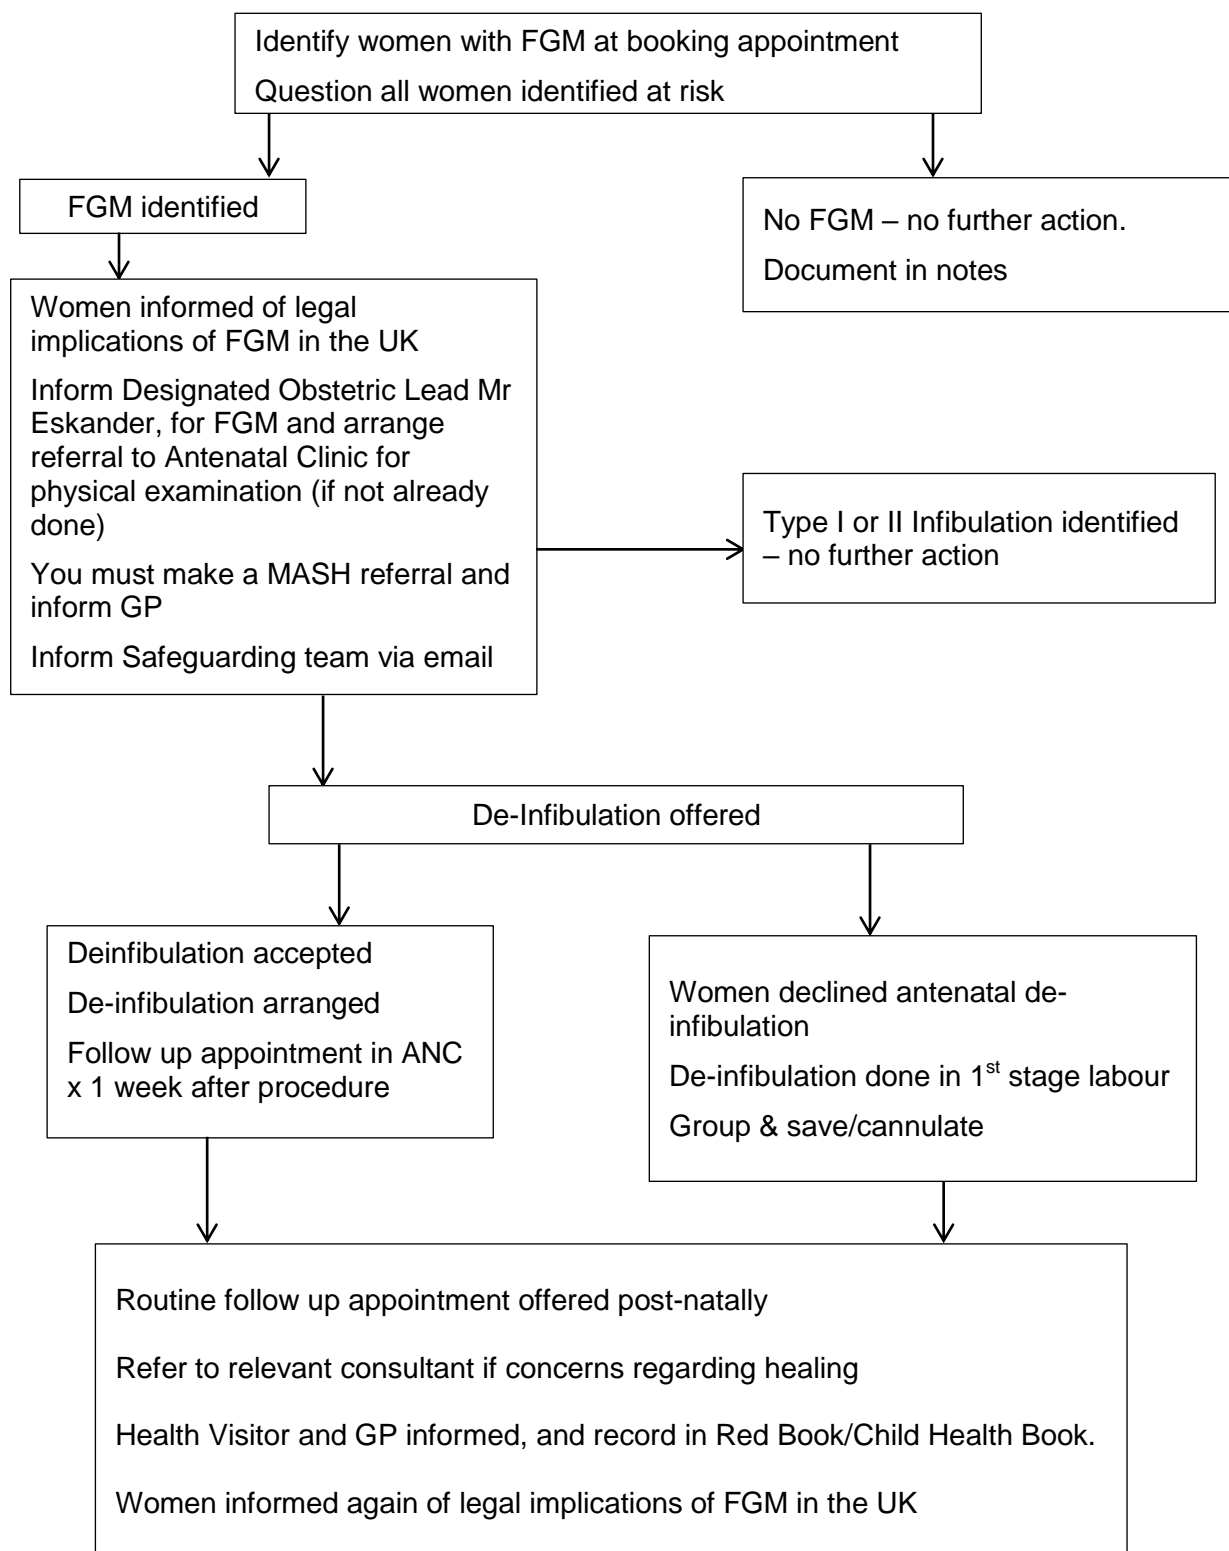 Identify women with FGM at booking appointment
Question all women identified at risk
FGM identified
No FGM – no further action.
Document in notes
Women informed of legal
implications of FGM in the UK
Inform Designated Obstetric Lead Mr
Eskander, for FGM and arrange
referral to Antenatal Clinic for
physical examination (if not already
done)
You must make a MASH referral and
inform GP
Inform Safeguarding team via email
Type I or II Infibulation identified
– no further action
De-Infibulation offered
Deinfibulation accepted
De-infibulation arranged
Follow up appointment in ANC
x 1 week after procedure
Women declined antenatal de-
infibulation
De-infibulation done in 1st stage labour
Group & save/cannulate
Routine follow up appointment offered post-natally
Refer to relevant consultant if concerns regarding healing
Health Visitor and GP informed, and record in Red Book/Child Health Book.
Women informed again of legal implications of FGM in the UK